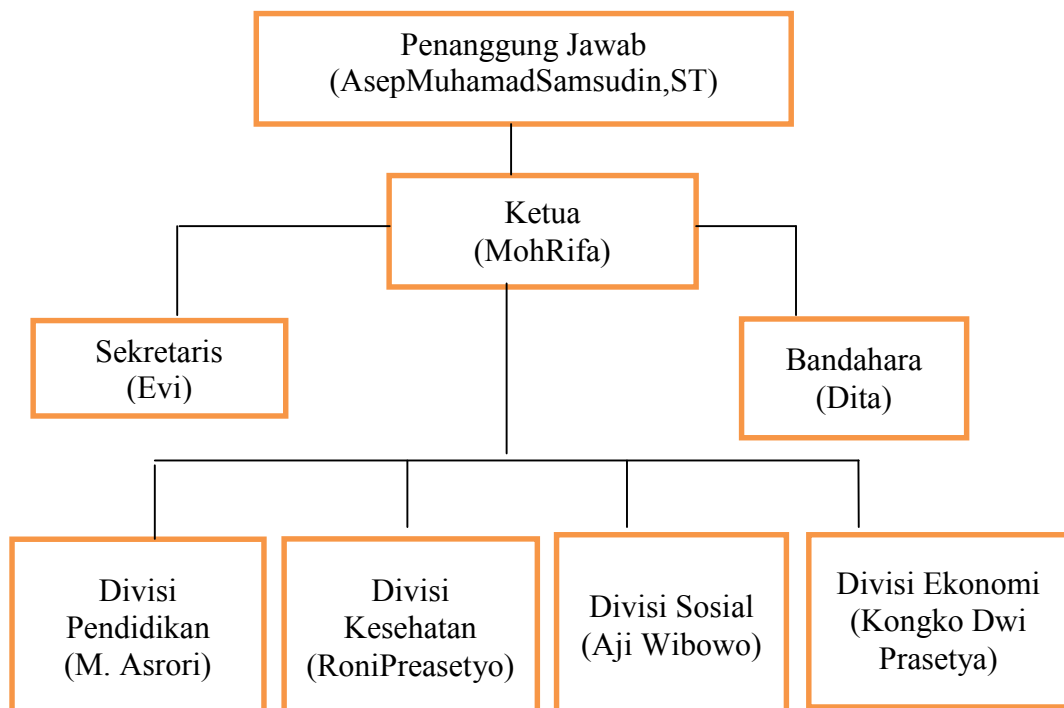 Penanggung Jawab
(AsepMuhamadSamsudin,ST)
Ketua
(MohRifa)
Sekretaris
(Evi)
Bandahara
(Dita)
Divisi
Pendidikan
(M. Asrori)
Divisi
Kesehatan
(RoniPreasetyo)
Divisi Sosial
(Aji Wibowo)
Divisi Ekonomi
(Kongko Dwi
Prasetya)